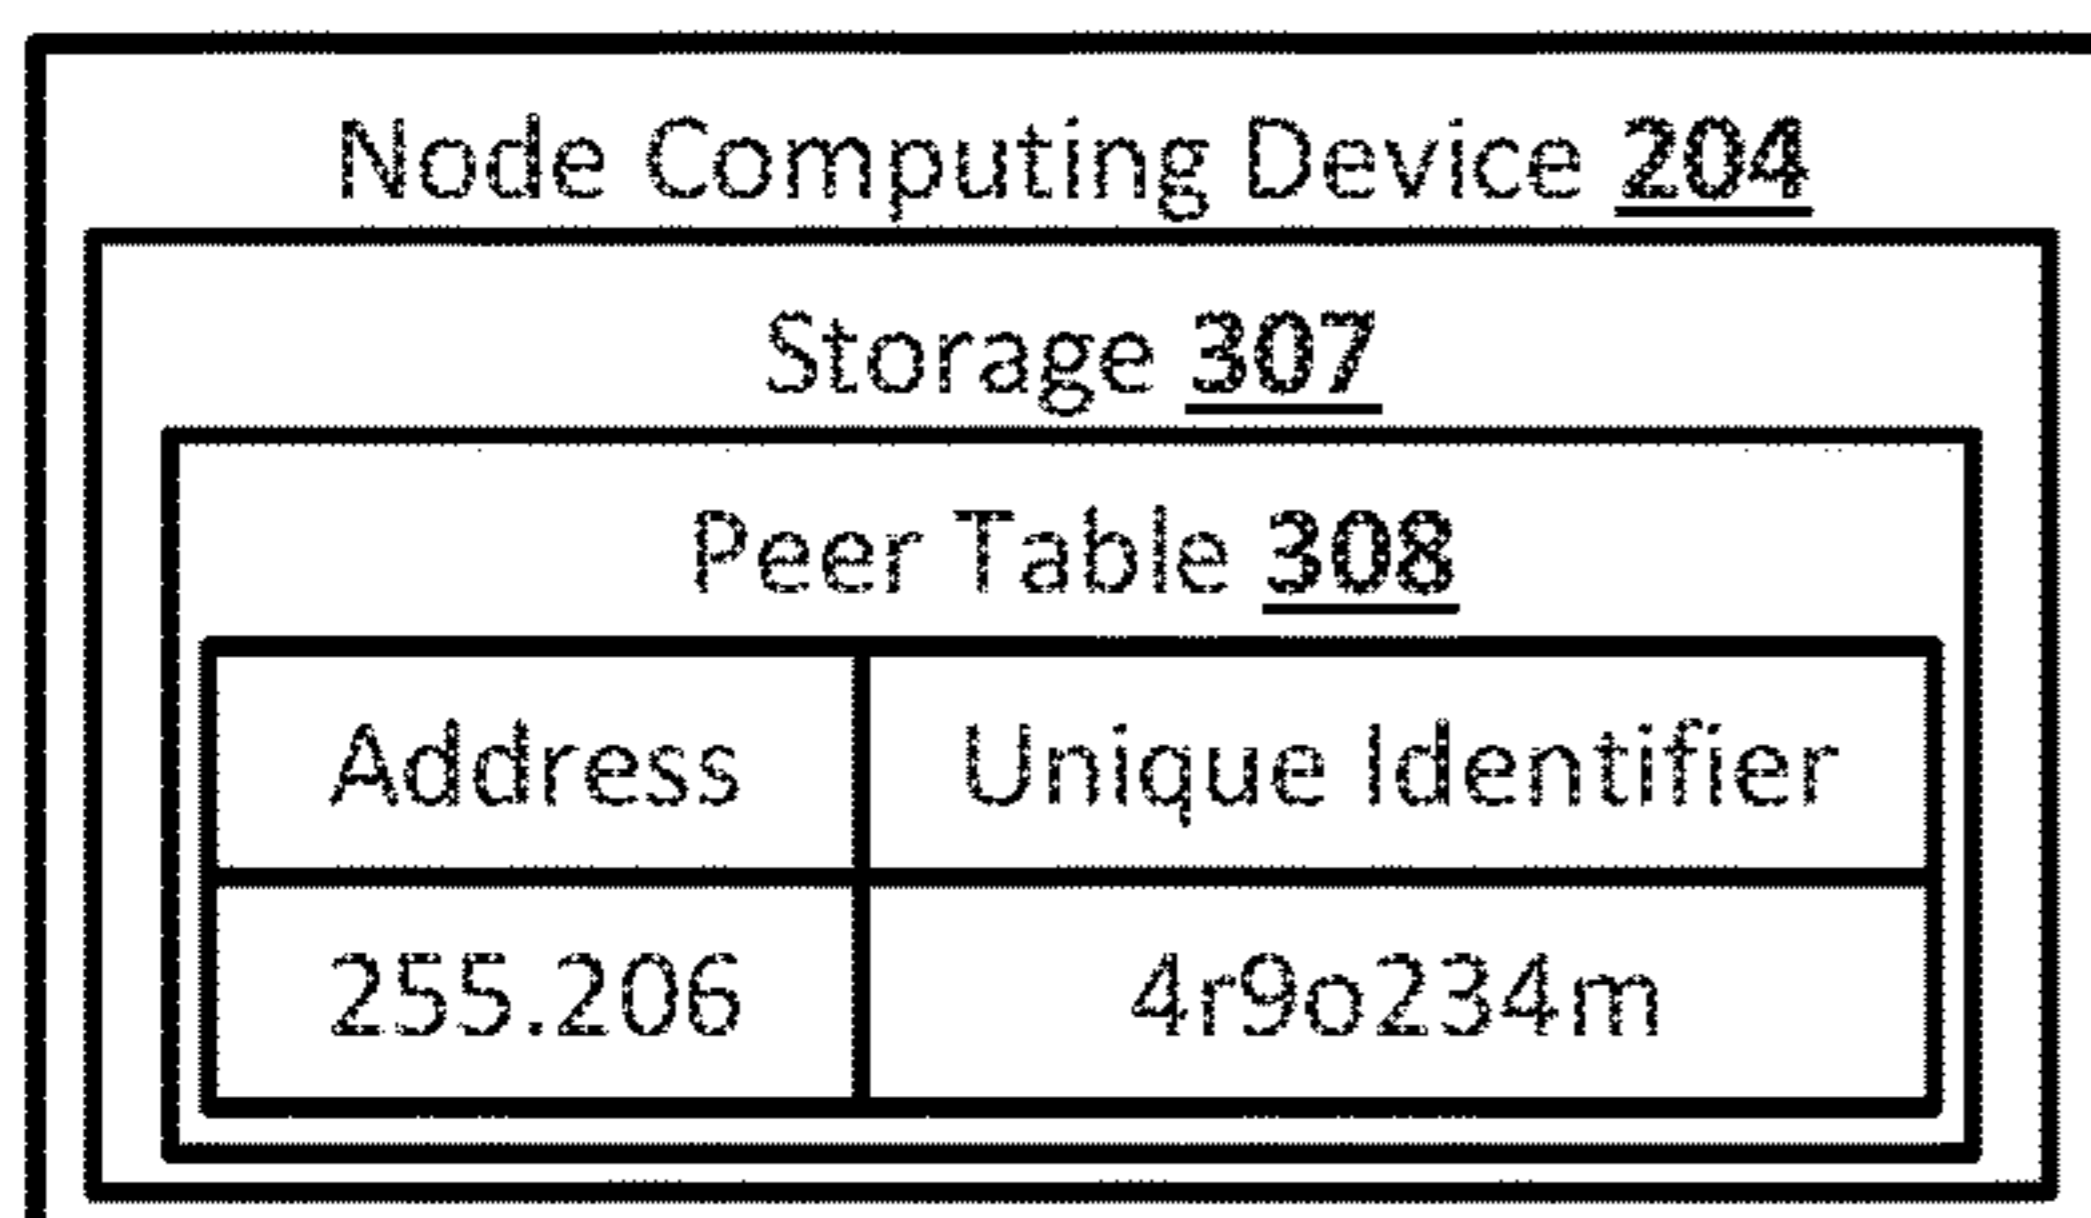 Node Computing Device 204
Storage 307
Peer Table 308
Address Unique Identifier
255.206 4r9o234m